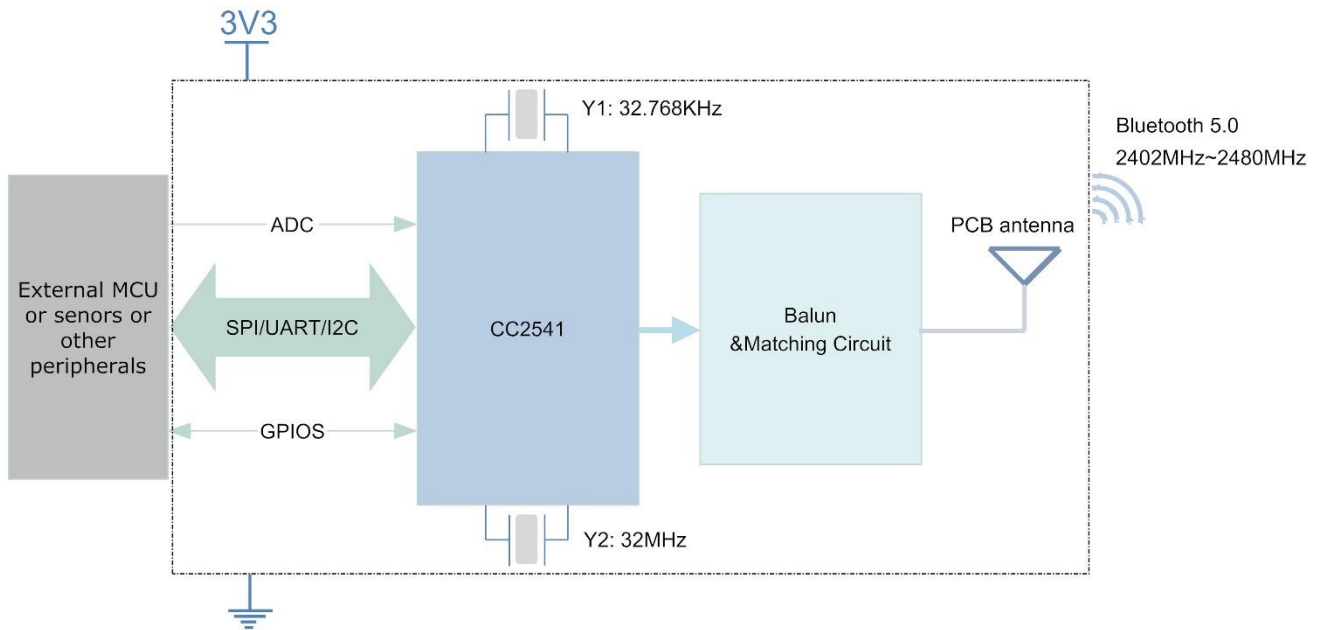 3V3
Y1: 32.768KHz
Bluetooth 5.0
2402MHz~2480MHz
ADC
PCB antenna
External MCU
or senors or
other
peripherals
SPI/UART/I2C
CC2541
Balun
&Matching Circuit
GPIOS
Y2: 32MHz